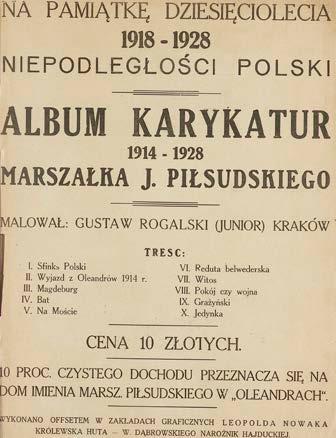 NA PAMIĄTKĘ DZIESIĘCIOLECIA
1918 - 1928
NIEPODLEGŁOŚCI POLSKI
ALBUM KARYKATUR
1914 - 1928
MARSZAŁKA J. PIŁSUDSKIEGO
MALOWAŁ: GUSTAW ROGALSKI (JUNIOR) KRAKÓW
TRESC:
I. Sfinks Polski
II. Wyjazd z Oleandrów 1914 r.
III. Magdeburg
IV. Bat
V. Na Moście
VI. Reduta belwederska
VII. Witos
VIII. Pokój czy wojna
IX. Grażyński
X. Jedynka
CENA 10 ZŁOTYCH.
10 PROC. CZYSTEGO DOCHODU PRZEZNACZA SIĘ NA
DOM IMIENIA MARSZ. PIŁSUDSKIEGO W „OLEANDRACH".
WYKONANO OFFSETEM W ZAKŁADACH GRAFICZNYCH LEOPOLDA NOWAKA
KRÓLEWSKA HUTA — W. DĄBROWSKIEGO NAROŻNIK HAJDUCKIEJ.